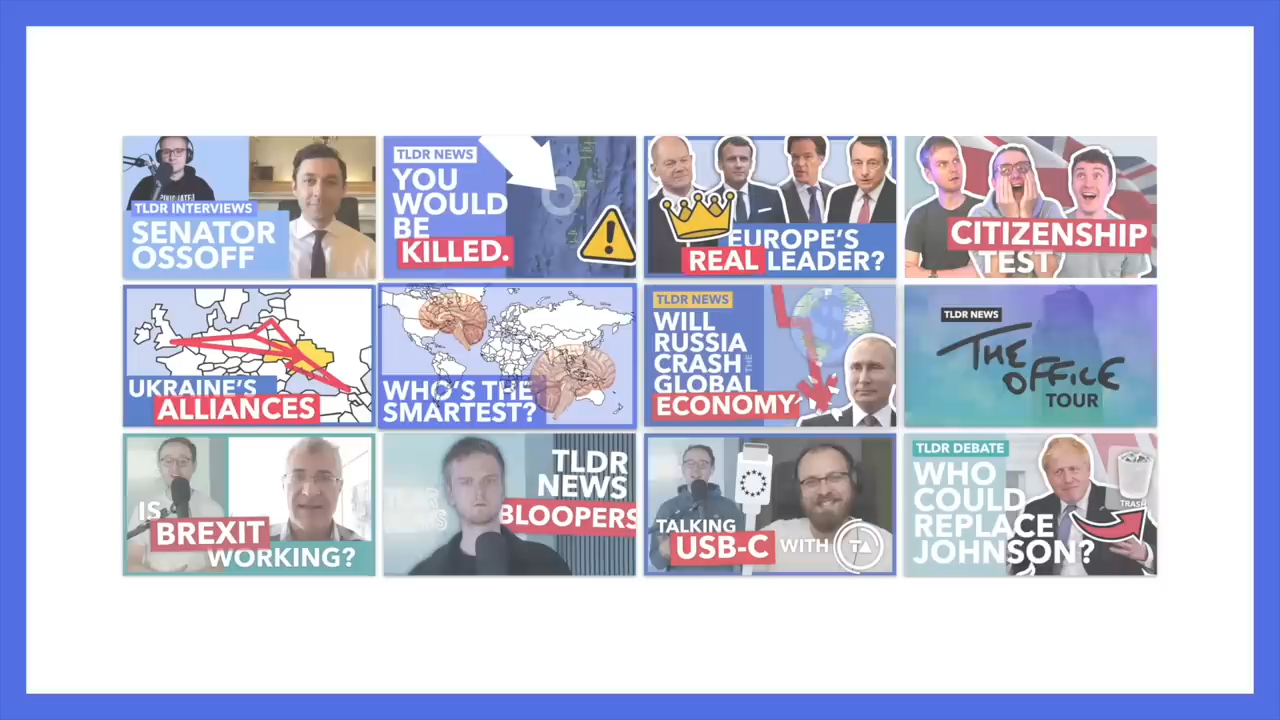 TLDR INTERVIEWS
SENATOR
OSSOFF
TLDR NEWS
YOU
WOULD
BE
KILLED.
EUROPE'S
REAL LEADER?
CITIZENSHIP
TEST
UKRAINE'S
ALLIANCES
WHO'S THE
SMARTEST?
TLDR NEWS
WILL
RUSSIA
CRASH THE
GLOBAL
ECONOMY
TLDR NEWS
THE
OFFICE
TOUR
IS
BREXIT
WORKING?
TLDR
NEWS
BLOOPERS
TALKING
USB-C WITH
TLDR DEBATE
WHO
COULD
REPLACE
JOHNSON?
TRASH